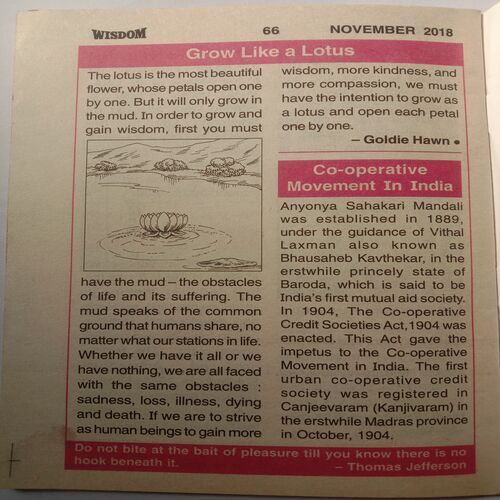 WISDOM 66 NOVEMBER 2018
Grow Like a Lotus
The lotus is the most beautiful
flower, whose petals open one
by one. But it will only grow in
the mud. In order to grow and
gain wisdom, first you must
have the mud – the obstacles
of life and its suffering. The
mud speaks of the common
ground that humans share, no
matter what our stations in life.
Whether we have it all or we
have nothing, we are all faced
with the same obstacles :
sadness, loss, illness, dying
and death. If we are to strive
as human beings to gain more
wisdom, more kindness, and
more compassion, we must
have the intention to grow as
a lotus and open each petal
one by one.
– Goldie Hawn •
Co-operative
Movement In India
Anyonya Sahakari Mandali
was established in 1889,
under the guidance of Vithal
Laxman also known as
Bhausaheb Kavthekar, in the
erstwhile princely state of
Baroda, which is said to be
India's first mutual aid society.
In 1904, The Co-operative
Credit Societies Act, 1904 was
enacted. This Act gave the
impetus to the Co-operative
Movement in India. The first
urban co-operative credit
society was registered in
Canjeevaram (Kanjivaram) in
the erstwhile Madras province
in October, 1904.
Do not bite at the bait of pleasure till you know there is no
hook beneath it. – Thomas Jefferson